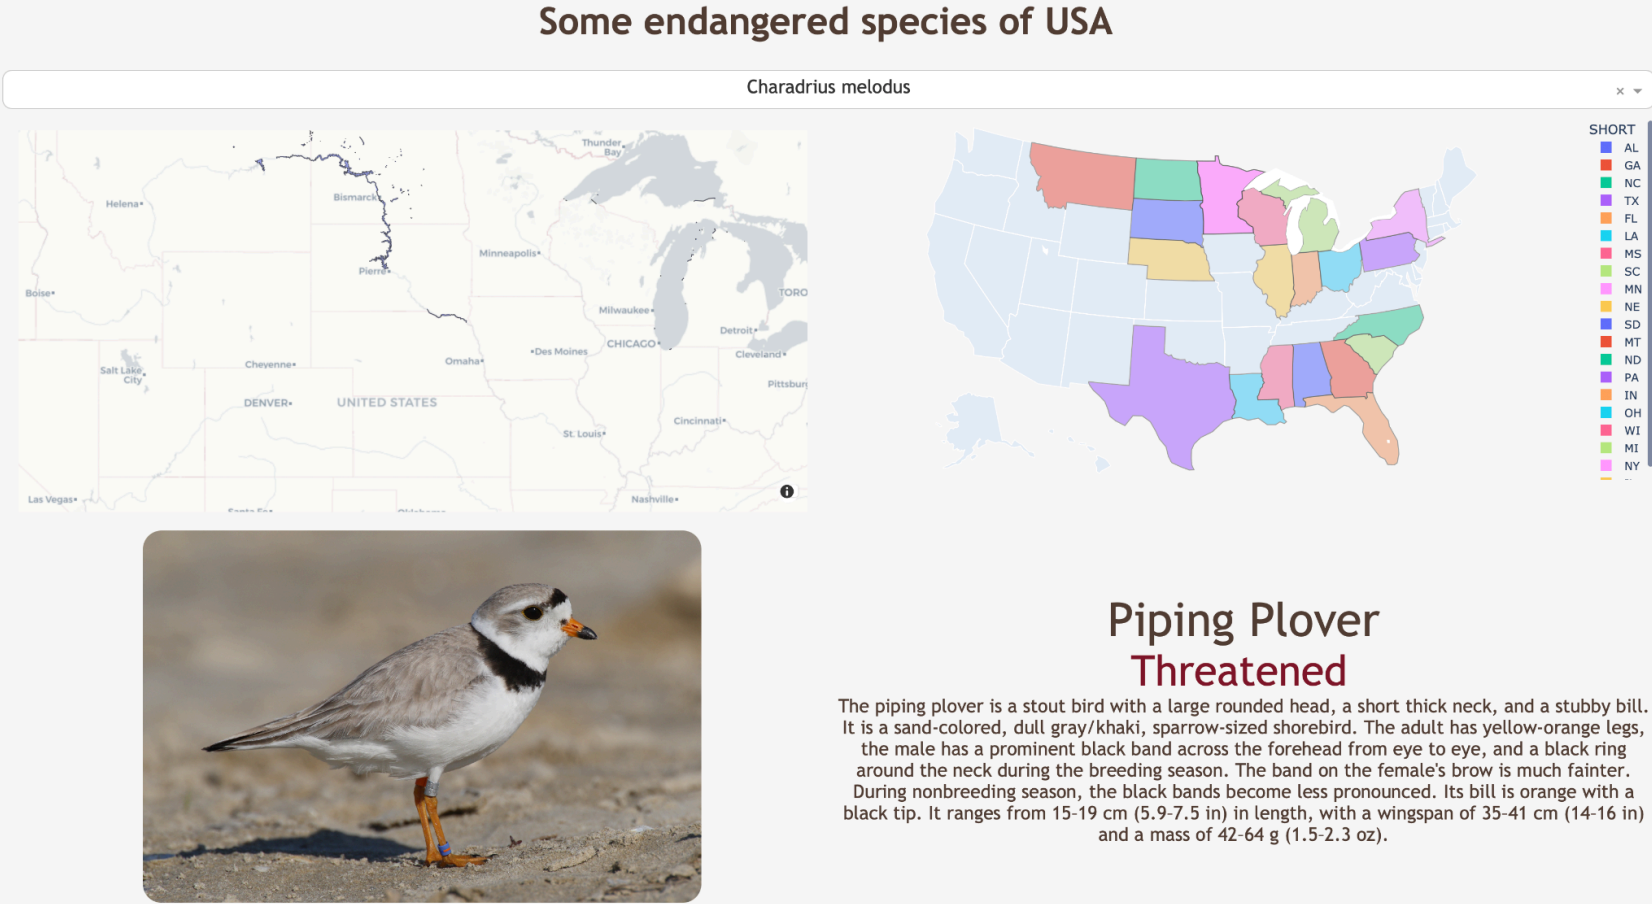 Some endangered species of USA
Charadrius melodus
× 
Thunder
Bay
Helena
Bismarck
Minneapolis
Pierre
Boise
Milwaukee
TORO
Detroit
CHICAGO
Cleveland
Des Moines
Omaha
Salt Lake
City
Cheyenne
Pittsburg
DENVER
UNITED STATES
Cincinnati
St. Louis
Las Vegas
Nashville
Santa Fe
Oklahoma
SHORT
AL
GA
NC
TX
FL
LA
MS
SC
MN
NE
SD
MT
ND
PA
IN
OH
WI
MI
NY
Piping Plover
Threatened
The piping plover is a stout bird with a large rounded head, a short thick neck, and a stubby bill.
It is a sand-colored, dull gray/khaki, sparrow-sized shorebird. The adult has yellow-orange legs,
the male has a prominent black band across the forehead from eye to eye, and a black ring
around the neck during the breeding season. The band on the female's brow is much fainter.
During nonbreeding season, the black bands become less pronounced. Its bill is orange with a
black tip. It ranges from 15-19 cm (5.9-7.5 in) in length, with a wingspan of 35-41 cm (14-16 in)
and a mass of 42-64 g (1.5-2.3 oz).